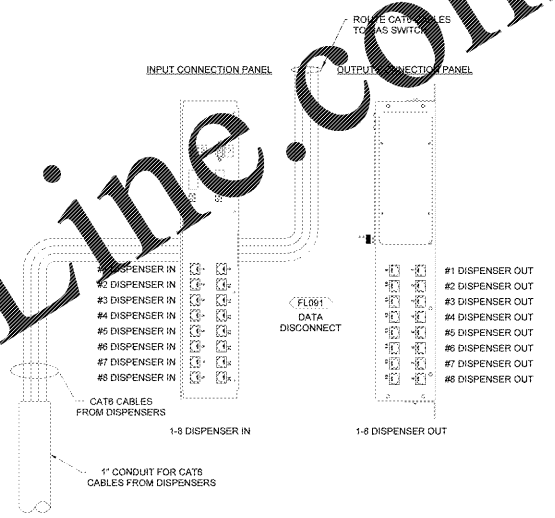 ROUTE CAT6 CABLES
TO GAS SWITCH
INPUT CONNECTION PANEL
OUTPUT CONNECTION PANEL
#1 DISPENSER IN
#2 DISPENSER IN
#3 DISPENSER IN
#4 DISPENSER IN
#5 DISPENSER IN
#6 DISPENSER IN
#7 DISPENSER IN
#8 DISPENSER IN
FL091
DATA
DISCONNECT
#1 DISPENSER OUT
#2 DISPENSER OUT
#3 DISPENSER OUT
#4 DISPENSER OUT
#5 DISPENSER OUT
#6 DISPENSER OUT
#7 DISPENSER OUT
#8 DISPENSER OUT
CAT6 CABLES
FROM DISPENSERS
1-8 DISPENSER IN
1-8 DISPENSER OUT
1" CONDUIT FOR CAT6
CABLES FROM DISPENSERS
Line.com